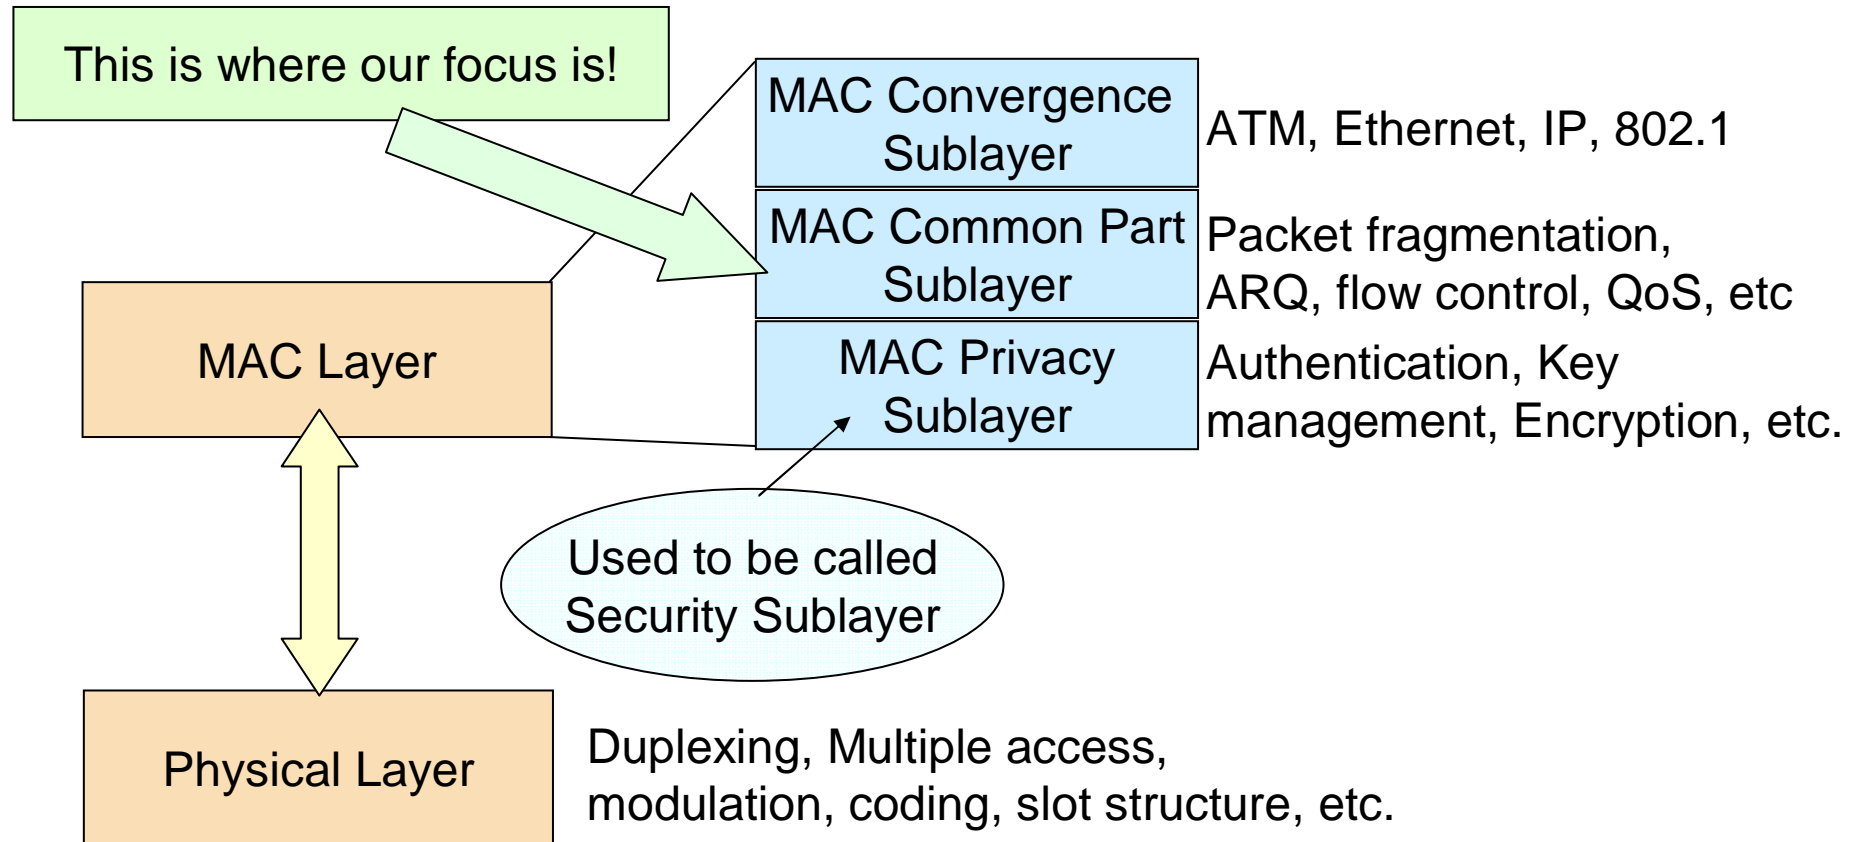 This is where our focus is!
MAC Convergence
Sublayer
ATM, Ethernet, IP, 802.1
MAC Common Part
Sublayer
Packet fragmentation,
ARQ, flow control, QoS, etc
MAC Layer
MAC Privacy
Sublayer
Authentication, Key
management, Encryption, etc.
Used to be called
Security Sublayer
Physical Layer
Duplexing, Multiple access,
modulation, coding, slot structure, etc.